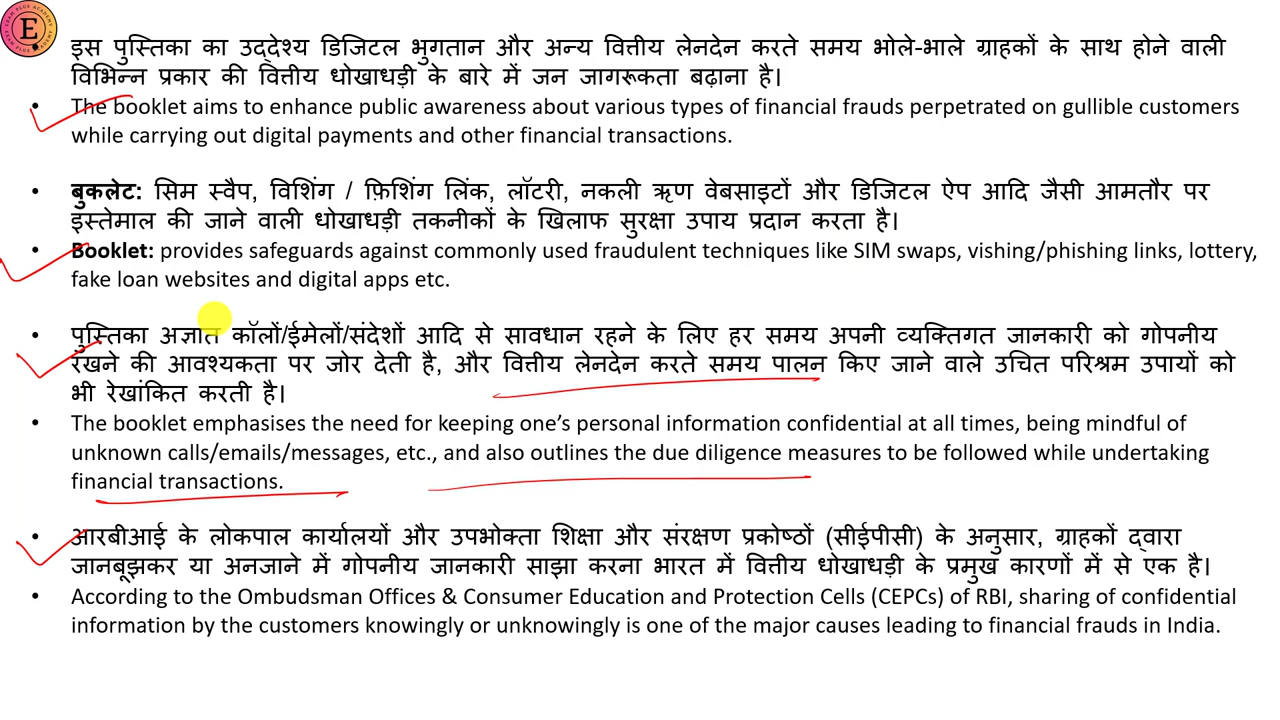 E
इस पुस्तिका का उद्देश्य डिजिटल भुगतान और अन्य वित्तीय लेनदेन करते समय भोले-भाले ग्राहकों के साथ होने वाली
विभिन्न प्रकार की वित्तीय धोखाधड़ी के बारे में जन जागरूकता बढ़ाना है।
• The booklet aims to enhance public awareness about various types of financial frauds perpetrated on gullible customers
while carrying out digital payments and other financial transactions.
• बुकलेट: सिम स्वैप, विशिंग / फ़िशिंग लिंक, लॉटरी, नकली ऋण वेबसाइटों और डिजिटल ऐप आदि जैसी आमतौर पर
इस्तेमाल की जाने वाली धोखाधड़ी तकनीकों के खिलाफ सुरक्षा उपाय प्रदान करता है।
• Booklet: provides safeguards against commonly used fraudulent techniques like SIM swaps, vishing/phishing links, lottery,
fake loan websites and digital apps etc.
• पुस्तिका अज्ञात कॉलों/ईमेलों/संदेशों आदि से सावधान रहने के लिए हर समय अपनी व्यक्तिगत जानकारी को गोपनीय
रखने की आवश्यकता पर जोर देती है, और वित्तीय लेनदेन करते समय पालन किए जाने वाले उचित परिश्रम उपायों को
भी रेखांकित करती है।
• The booklet emphasises the need for keeping one’s personal information confidential at all times, being mindful of
unknown calls/emails/messages, etc., and also outlines the due diligence measures to be followed while undertaking
financial transactions.
• आरबीआई के लोकपाल कार्यालयों और उपभोक्ता शिक्षा और संरक्षण प्रकोष्ठों (सीईपीसी) के अनुसार, ग्राहकों द्वारा
जानबूझकर या अनजाने में गोपनीय जानकारी साझा करना भारत में वित्तीय धोखाधड़ी के प्रमुख कारणों में से एक है।
• According to the Ombudsman Offices & Consumer Education and Protection Cells (CEPCs) of RBI, sharing of confidential
information by the customers knowingly or unknowingly is one of the major causes leading to financial frauds in India.